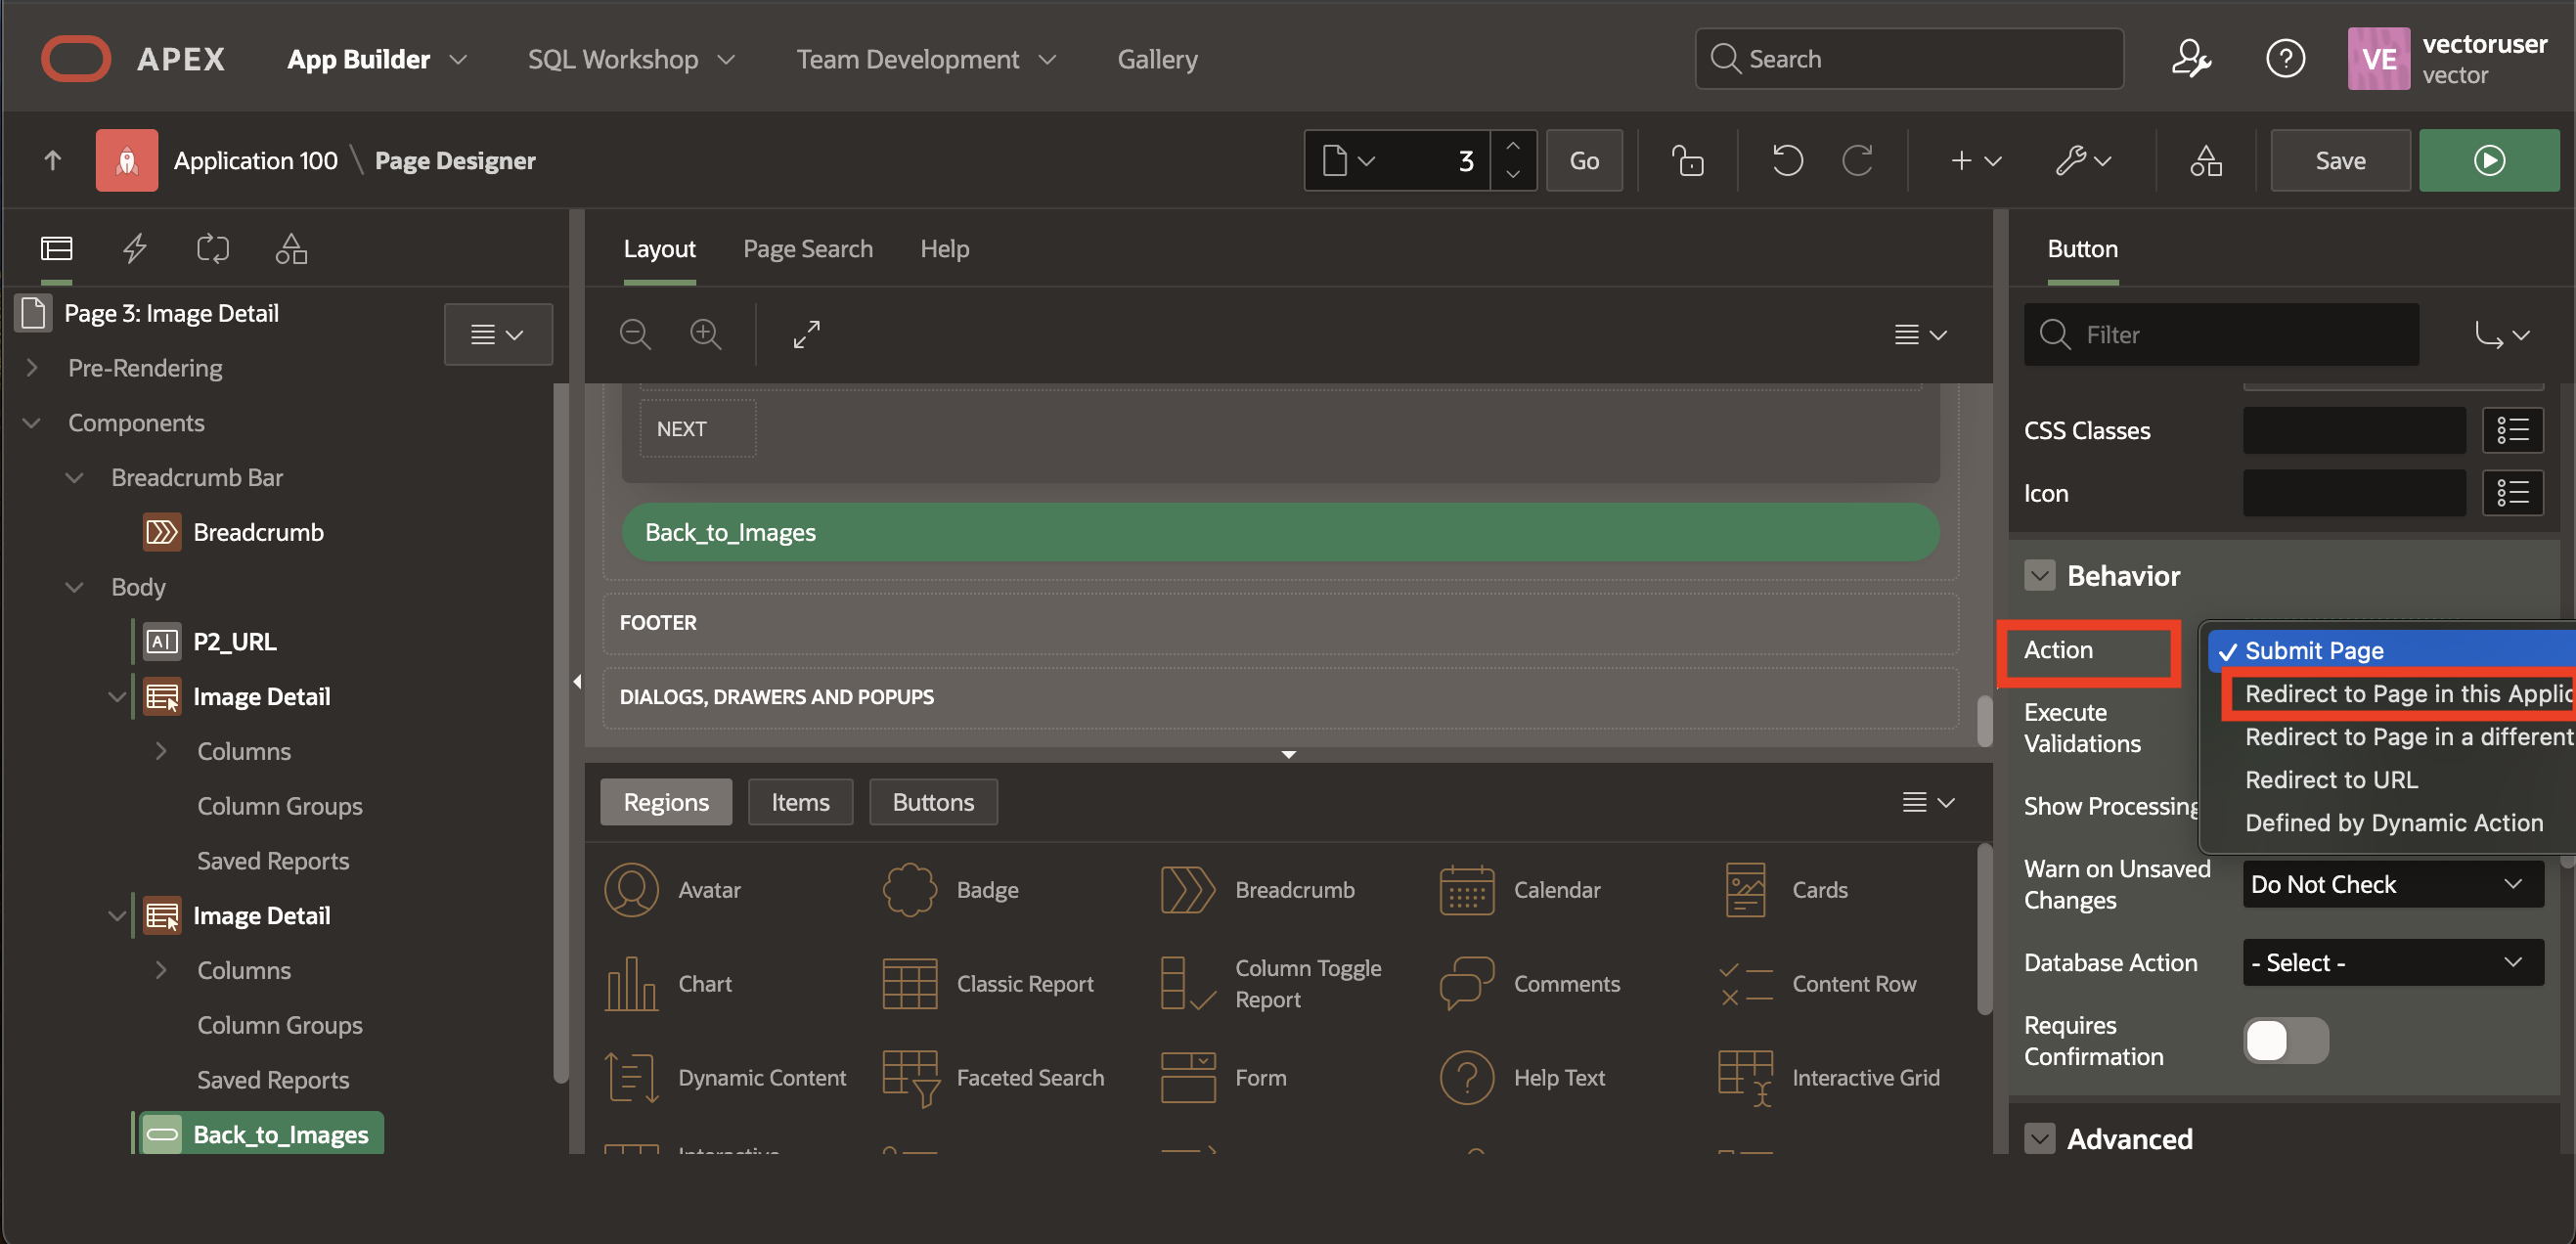 APEX
App Builder
SQL Workshop
Team Development
Gallery
Search
VE
vectoruser
vector
Application 100 \ Page Designer
3
Go
Save
Page 3: Image Detail
Pre-Rendering
Components
Breadcrumb Bar
Breadcrumb
Body
P2_URL
Image Detail
Columns
Column Groups
Saved Reports
Image Detail
Columns
Column Groups
Saved Reports
Back_to_Images
Layout
Page Search
Help
NEXT
Back_to_Images
FOOTER
DIALOGS, DRAWERS AND POPUPS
Regions
Items
Buttons
Avatar
Badge
Breadcrumb
Calendar
Cards
Chart
Classic Report
Column Toggle
Report
Comments
Content Row
Dynamic Content
Faceted Search
Form
Help Text
Interactive Grid
Interactive
Button
Filter
CSS Classes
Icon
Behavior
Action
✓ Submit Page
Redirect to Page in this Applic
Redirect to Page in a different
Redirect to URL
Defined by Dynamic Action
Execute
Validations
Show Processing
Warn on Unsaved
Changes
Do Not Check
Database Action
- Select -
Requires
Confirmation
Advanced